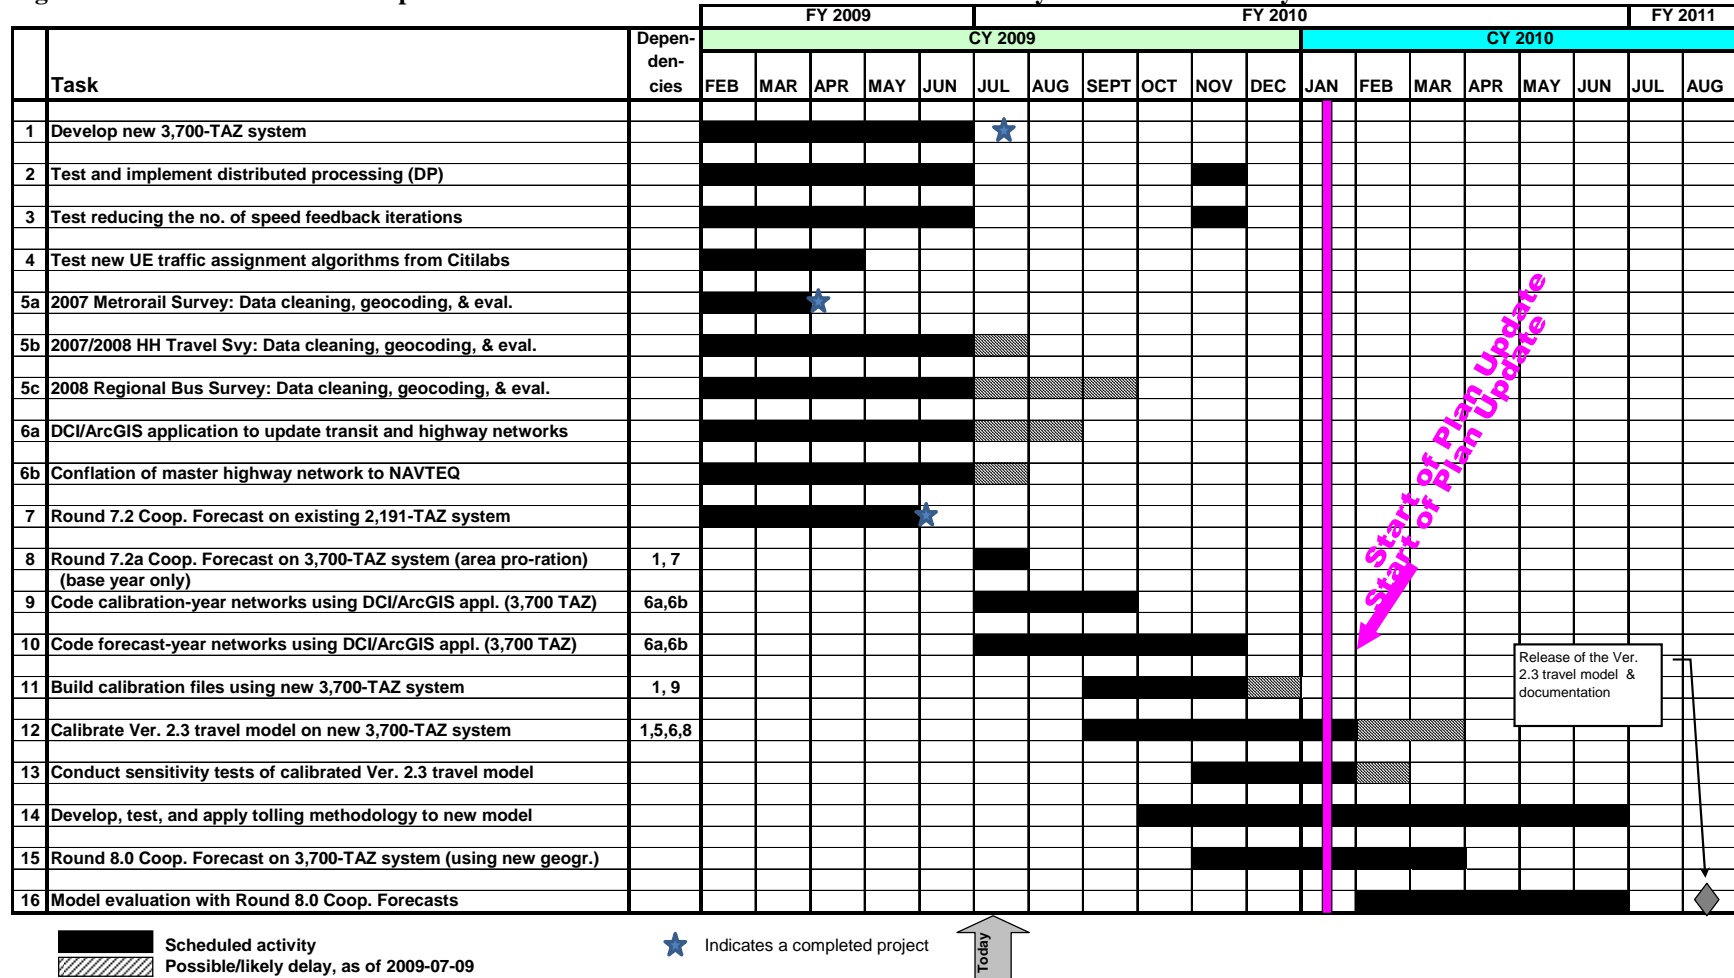 FY 2009 FY 2010 FY 2011
CY 2009 CY 2010
Depen-
den-
cies
Task
FEB MAR APR MAY JUN JUL AUG SEPT OCT NOV DEC JAN FEB MAR APR MAY JUN JUL AUG
1 Develop new 3,700-TAZ system
2 Test and implement distributed processing (DP)
3 Test reducing the no. of speed feedback iterations
4 Test new UE traffic assignment algorithms from Citilabs
5a 2007 Metrorail Survey: Data cleaning, geocoding, & eval.
5b 2007/2008 HH Travel Svy: Data cleaning, geocoding, & eval.
5c 2008 Regional Bus Survey: Data cleaning, geocoding, & eval.
6a DCI/ArcGIS application to update transit and highway networks
6b Conflation of master highway network to NAVTEQ
7 Round 7.2 Coop. Forecast on existing 2,191-TAZ system
8 Round 7.2a Coop. Forecast on 3,700-TAZ system (area pro-ration) 1, 7
(base year only)
9 Code calibration-year networks using DCI/ArcGIS appl. (3,700 TAZ) 6a,6b
10 Code forecast-year networks using DCI/ArcGIS appl. (3,700 TAZ) 6a,6b
11 Build calibration files using new 3,700-TAZ system 1, 9
12 Calibrate Ver. 2.3 travel model on new 3,700-TAZ system 1,5,6,8
13 Conduct sensitivity tests of calibrated Ver. 2.3 travel model
14 Develop, test, and apply tolling methodology to new model
15 Round 8.0 Coop. Forecast on 3,700-TAZ system (using new geogr.)
16 Model evaluation with Round 8.0 Coop. Forecasts
Start of Plan Update
Start of Plan Update
Release of the Ver.
2.3 travel model &
documentation
Scheduled activity
Indicates a completed project
Today
Possible/likely delay, as of 2009-07-09